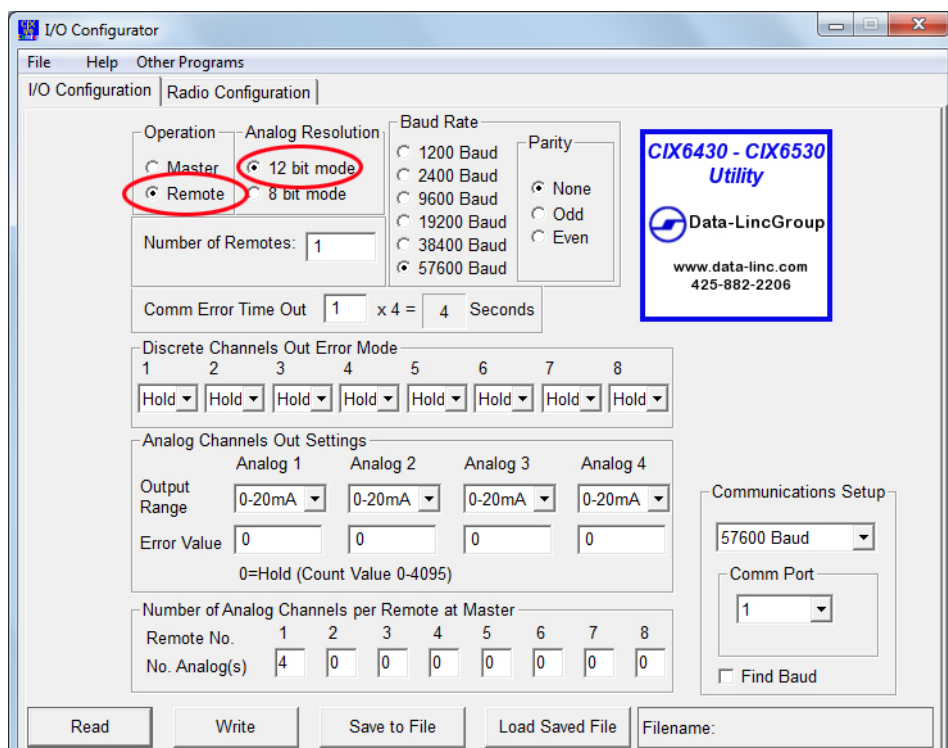 I/O Configurator
File Help Other Programs
I/O Configuration Radio Configuration
Operation
Master
Remote
Analog Resolution
12 bit mode
8 bit mode
Number of Remotes: 1
Baud Rate
1200 Baud
2400 Baud
9600 Baud
19200 Baud
38400 Baud
57600 Baud
Parity
None
Odd
Even
CIX6430 - CIX6530
Utility
Data-LincGroup
www.data-linc.com
425-882-2206
Comm Error Time Out 1 x 4 = 4 Seconds
Discrete Channels Out Error Mode
1 2 3 4 5 6 7 8
Hold Hold Hold Hold Hold Hold Hold Hold
Analog Channels Out Settings
Analog 1 Analog 2 Analog 3 Analog 4
Output
Range
0-20mA 0-20mA 0-20mA 0-20mA
Error Value 0 0 0 0
0=Hold (Count Value 0-4095)
Number of Analog Channels per Remote at Master
Remote No. 1 2 3 4 5 6 7 8
No. Analog(s) 4 0 0 0 0 0 0 0
Communications Setup
57600 Baud
Comm Port
1
Find Baud
Read Write Save to File Load Saved File Filename: